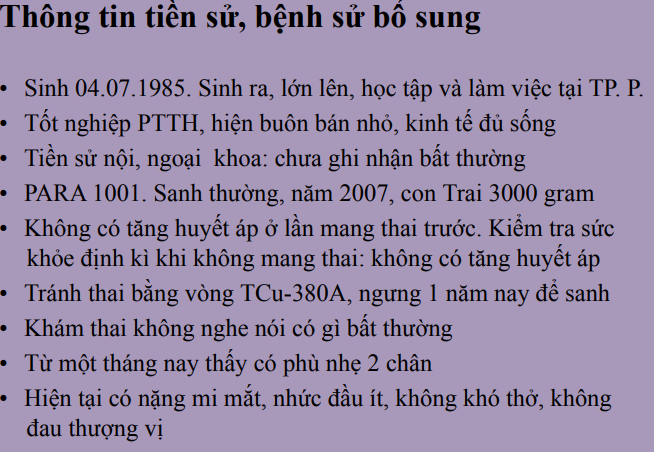 Thông tin tiền sử, bệnh sử bổ sung
• Sinh 04.07.1985. Sinh ra, lớn lên, học tập và làm việc tại TP. P.
• Tốt nghiệp PTTH, hiện buôn bán nhỏ, kinh tế đủ sống
• Tiền sử nội, ngoại khoa: chưa ghi nhận bất thường
• PARA 1001. Sanh thường, năm 2007, con Trai 3000 gram
• Không có tăng huyết áp ở lần mang thai trước. Kiểm tra sức
khỏe định kì khi không mang thai: không có tăng huyết áp
• Tránh thai bằng vòng TCu-380A, ngưng 1 năm nay để sanh
• Khám thai không nghe nói có gì bất thường
• Từ một tháng nay thấy có phù nhẹ 2 chân
• Hiện tại có nặng mi mắt, nhức đầu ít, không khó thở, không
đau thượng vị